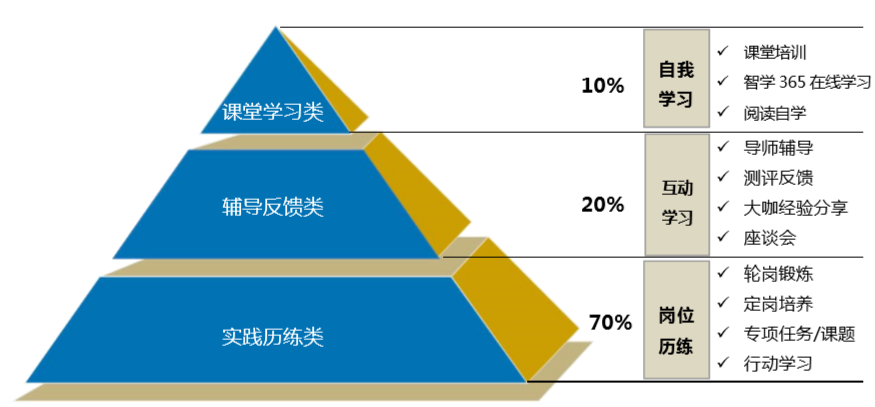 课堂学习类
10%
自我
学习
✓ 课堂培训
✓ 智学 365 在线学习
✓ 阅读自学
辅导反馈类
20%
互动
学习
✓ 导师辅导
✓ 测评反馈
✓ 大咖经验分享
✓ 座谈会
实践历练类
70%
岗位
历练
✓ 轮岗锻炼
✓ 定岗培养
✓ 专项任务/课题
✓ 行动学习